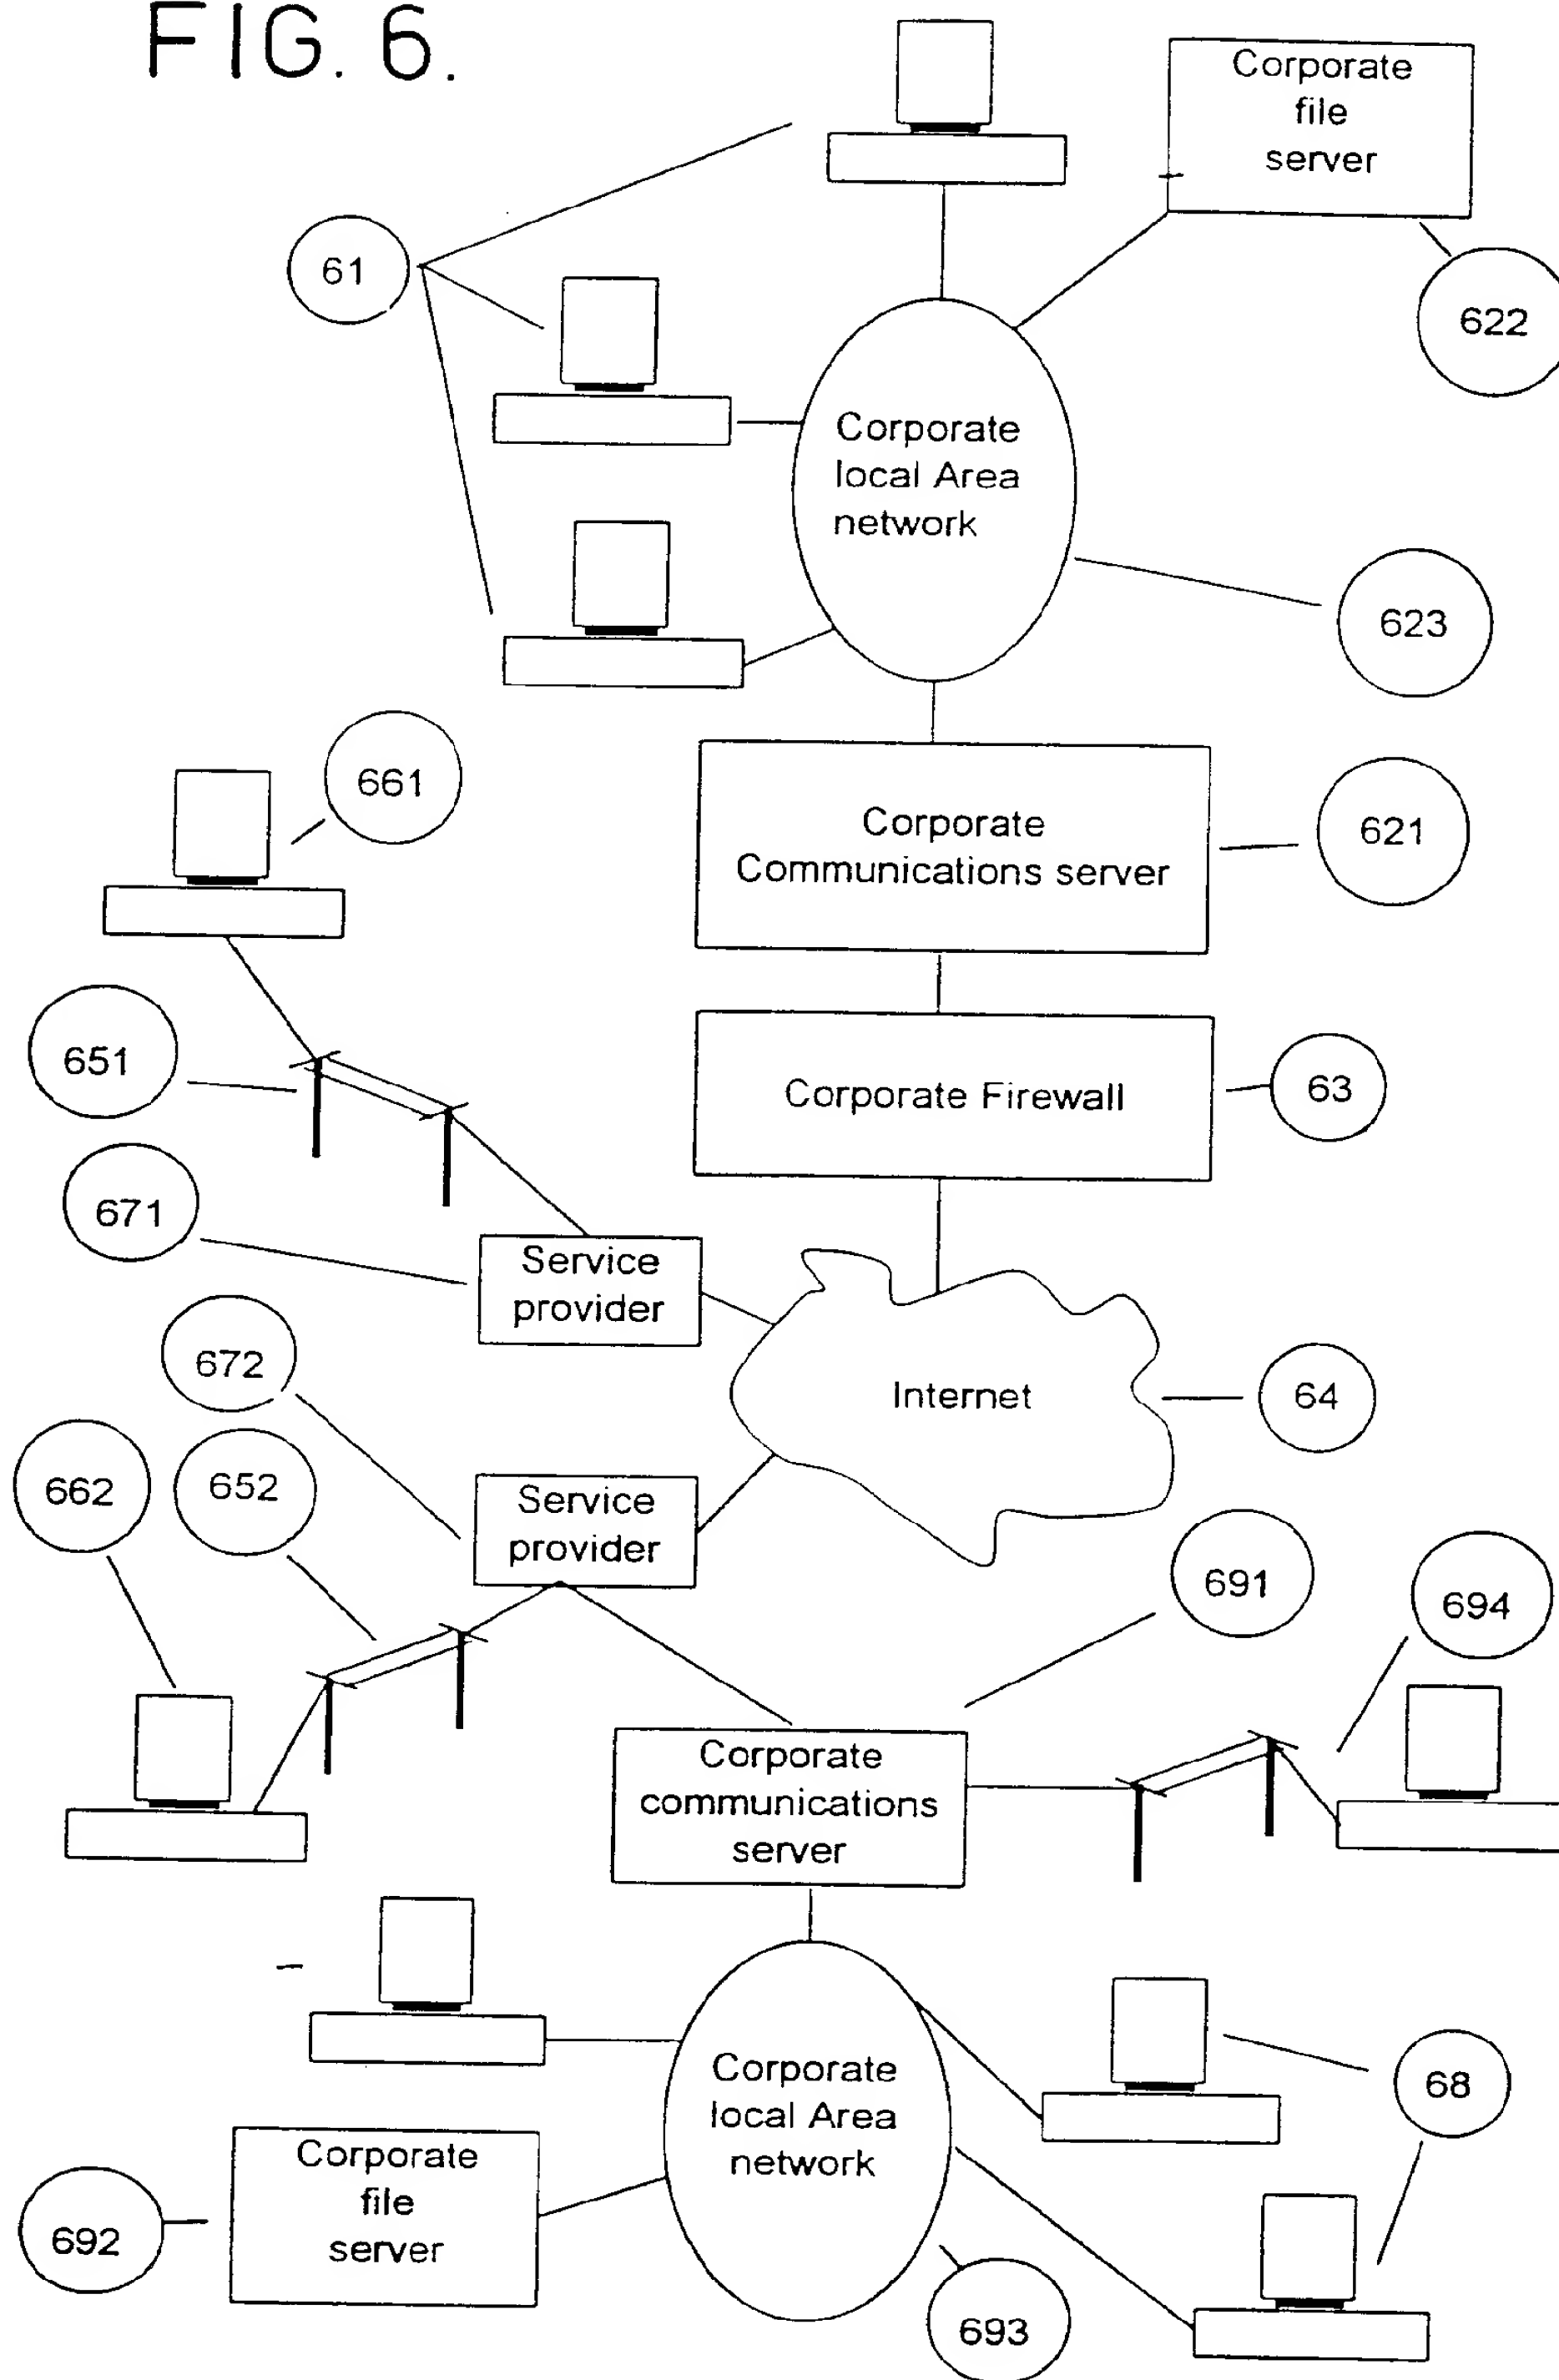 FIG. 6.
Corporate
file
server
61
622
Corporate
local Area
network
623
661
Corporate
Communications server
621
651
Corporate Firewall
63
671
Service
provider
672
Internet
64
662
652
Service
provider
691
694
Corporate
communications
server
Corporate
local Area
network
68
Corporate
file
server
692
693